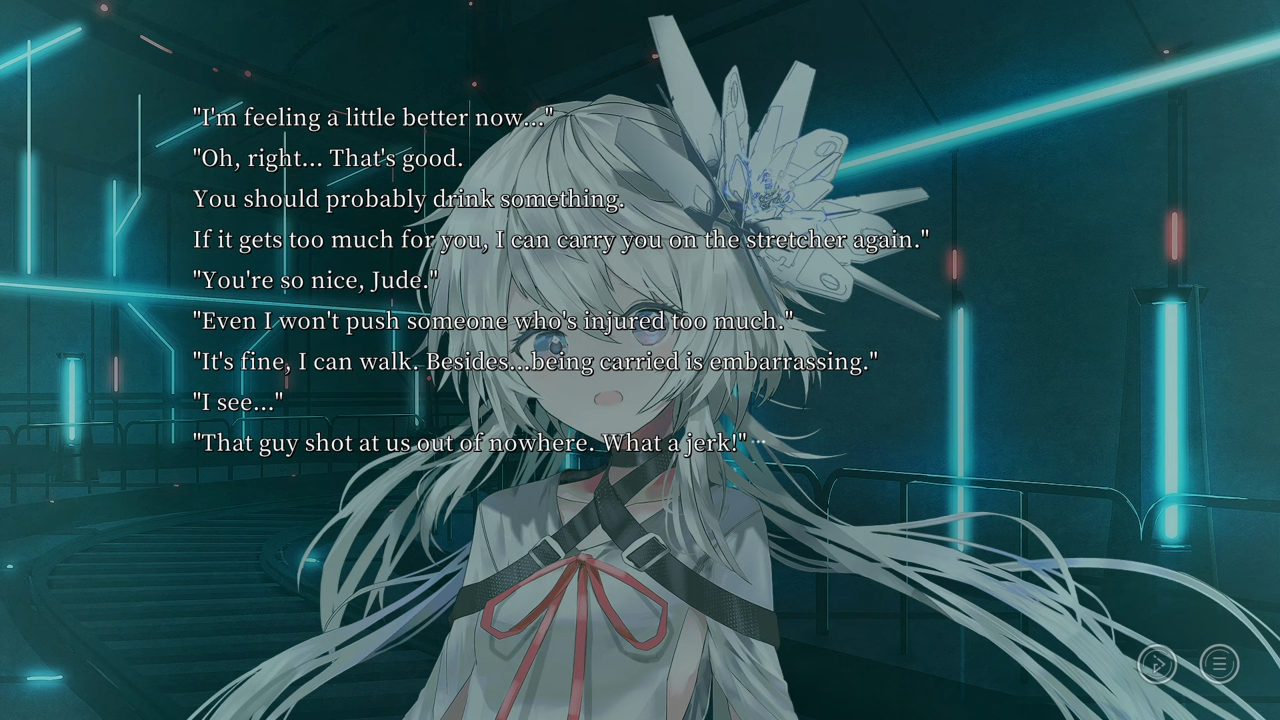 "I'm feeling a little better now..."
"Oh, right... That's good.
You should probably drink something.
If it gets too much for you, I can carry you on the stretcher again."
"You're so nice, Jude."
"Even I won't push someone who's injured too much."
"It's fine, I can walk. Besides...being carried is embarrassing."
"I see..."
"That guy shot at us out of nowhere. What a jerk!"